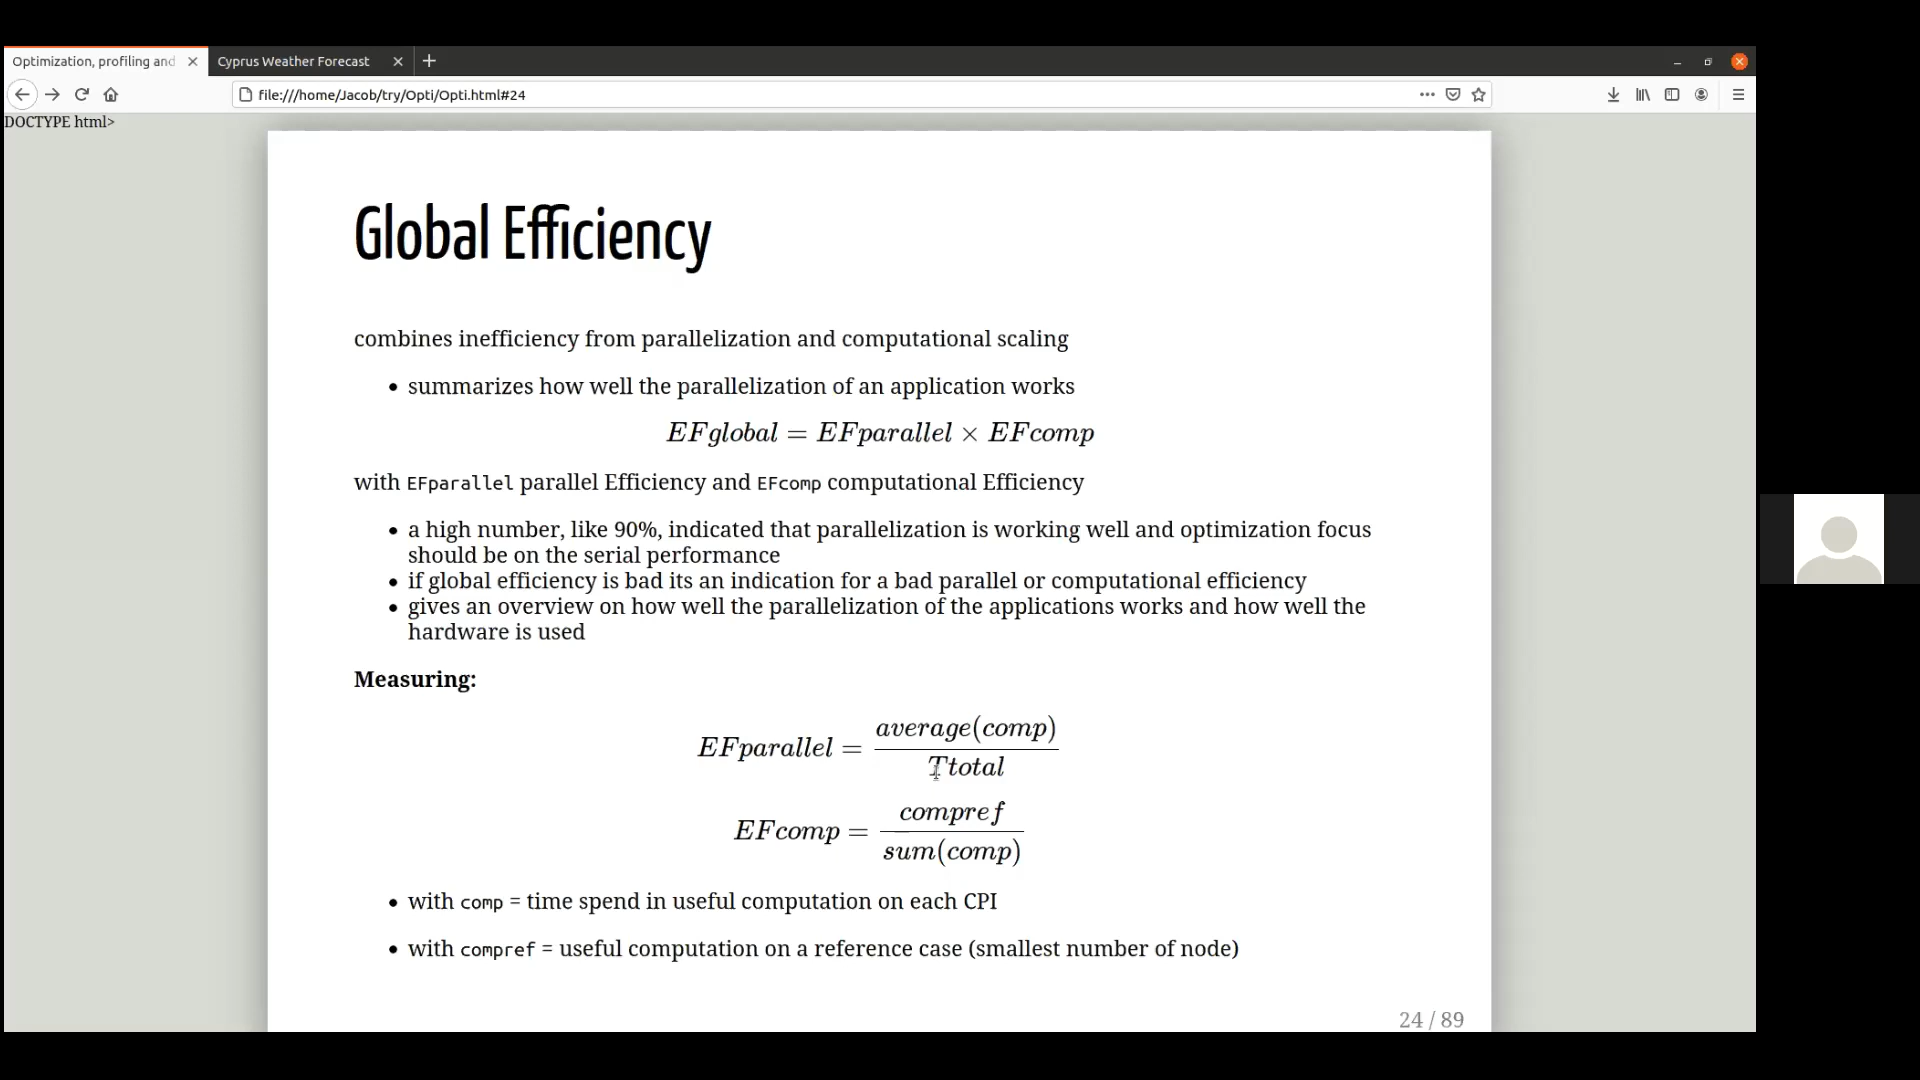 Optimization, profiling and
Cyprus Weather Forecast
file:///home/Jacob/try/Opti/Opti.html#24
DOCTYPE html>
Global Efficiency
combines inefficiency from parallelization and computational scaling
• summarizes how well the parallelization of an application works
EFglobal = EFparallel × EFcomp
with EFparallel parallel Efficiency and EFcomp computational Efficiency
• a high number, like 90%, indicated that parallelization is working well and optimization focus
should be on the serial performance
• if global efficiency is bad its an indication for a bad parallel or computational efficiency
• gives an overview on how well the parallelization of the applications works and how well the
hardware is used
Measuring:
EFparallel = average(comp)
Ttotal
EFcomp = compref
sum(comp)
• with comp = time spend in useful computation on each CPI
• with compref = useful computation on a reference case (smallest number of node)
24 / 89